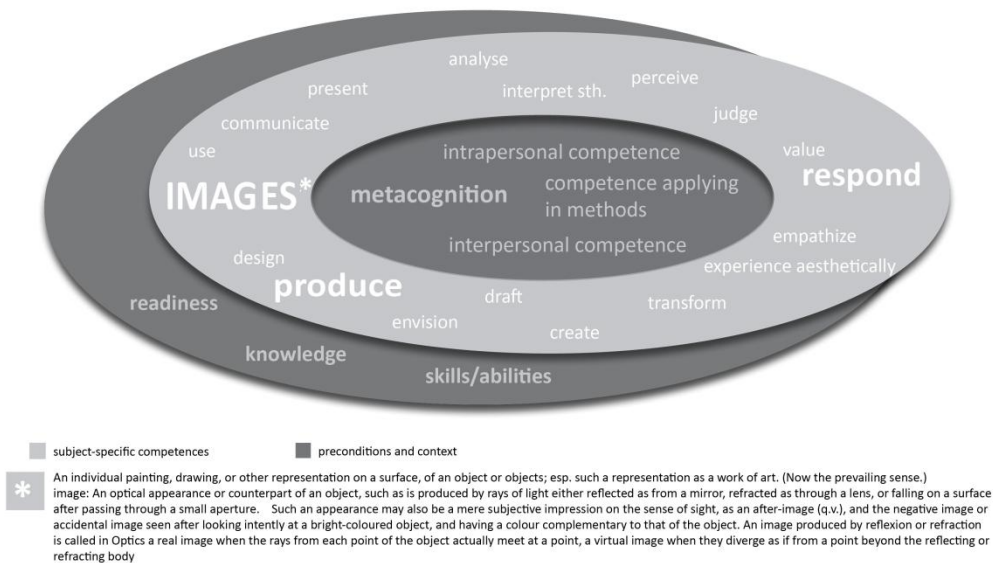 analyse
perceive
present
interpret sth.
judge
communicate
use
intrapersonal competence
value
respond
IMAGES*
metacognition
competence applying
in methods
interpersonal competence
empathize
design
experience aesthetically
produce
draft
transform
readiness
envision
create
knowledge
skills/abilities
subject-specific competences
preconditions and context
*
An individual painting, drawing, or other representation on a surface, of an object or objects; esp. such a representation as a work of art. (Now the prevailing sense.)
image: An optical appearance or counterpart of an object, such as is produced by rays of light either reflected as from a mirror, refracted as through a lens, or falling on a surface
after passing through a small aperture. Such an appearance may also be a mere subjective impression on the sense of sight, as an after-image (q.v.), and the negative image or
accidental image seen after looking intently at a bright-coloured object, and having a colour complementary to that of the object. An image produced by reflexion or refraction
is called in Optics a real image when the rays from each point of the object actually meet at a point, a virtual image when they diverge as if from a point beyond the reflecting or
refracting body